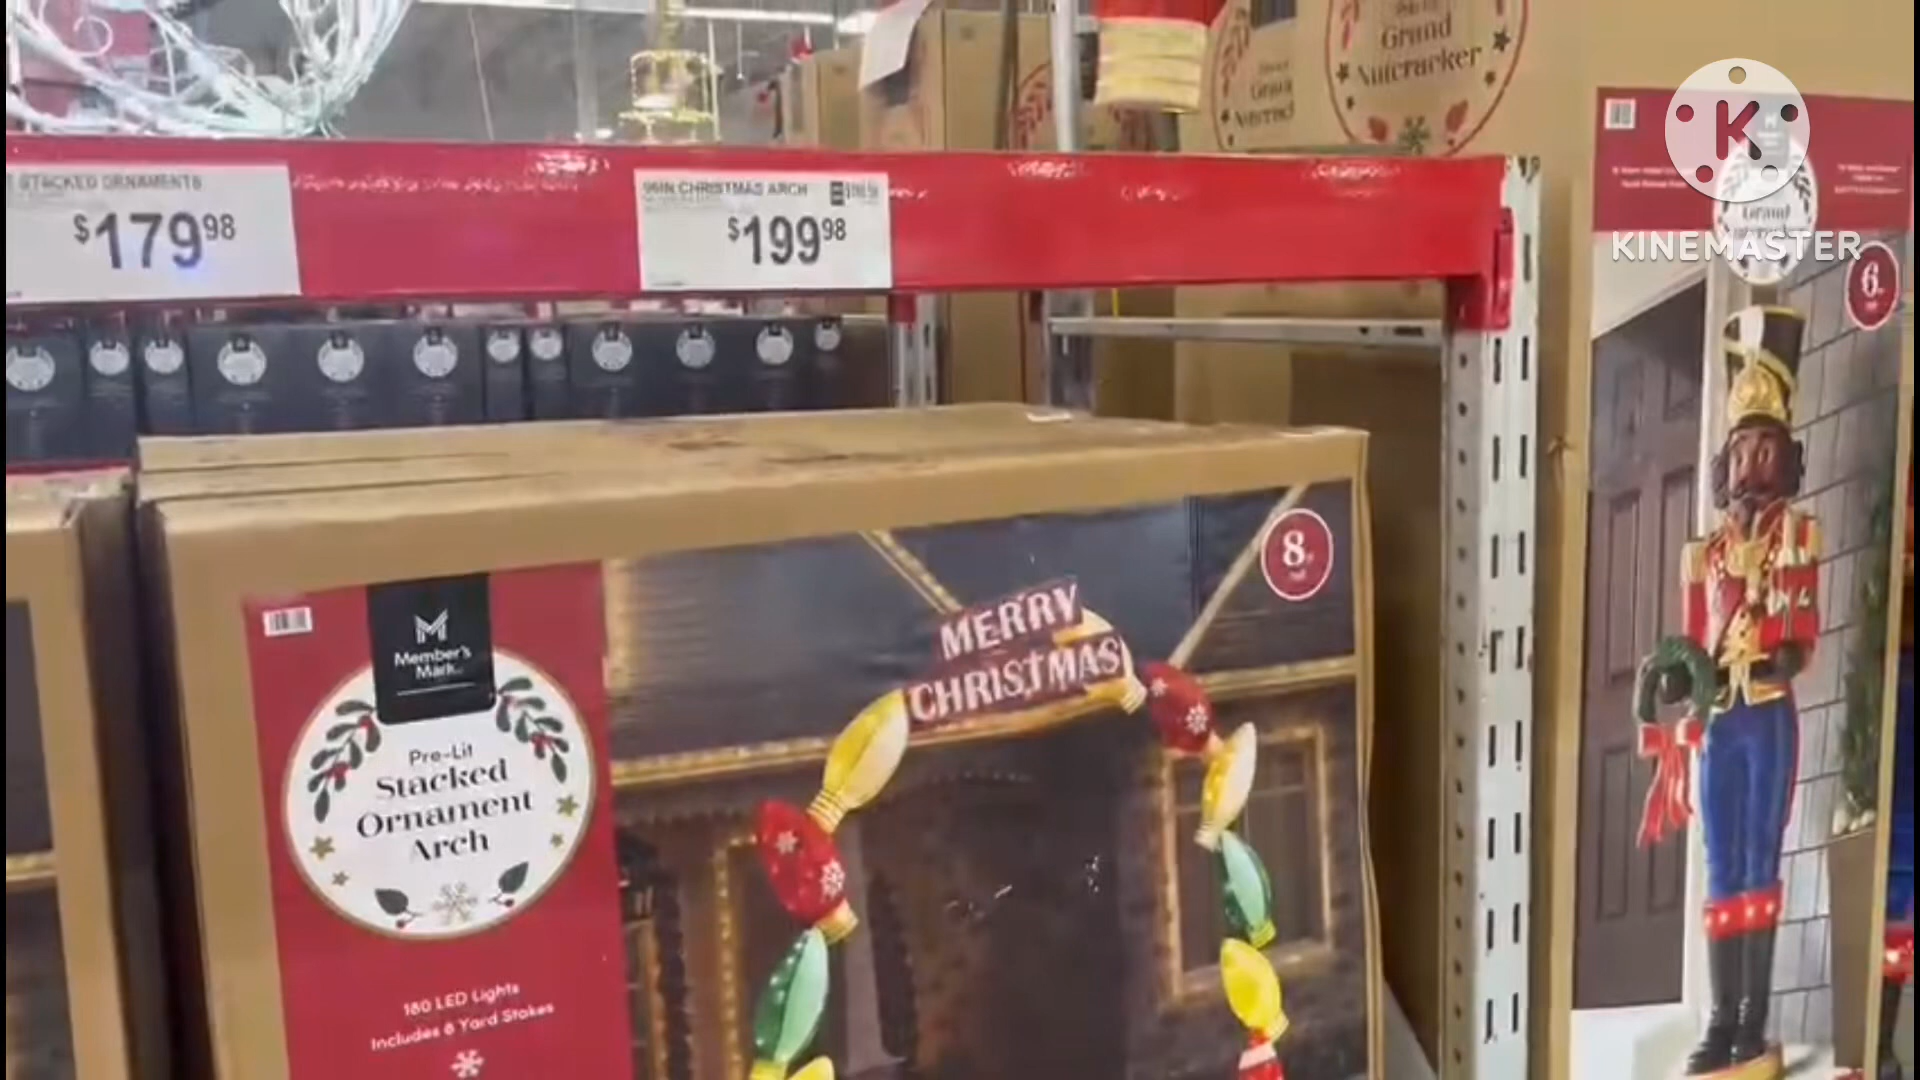 Grand
Nutcracker
STACKED ORNAMENTS
$179 98
96IN CHRISTMAS ARCH
$199 98
K
KINEMASTER
Grand
6
8
Member's
Mark
Pre-Lit
Stacked
Ornament
Arch
180 LED Lights
Includes 6 Yard Stakes
MERRY
CHRISTMAS